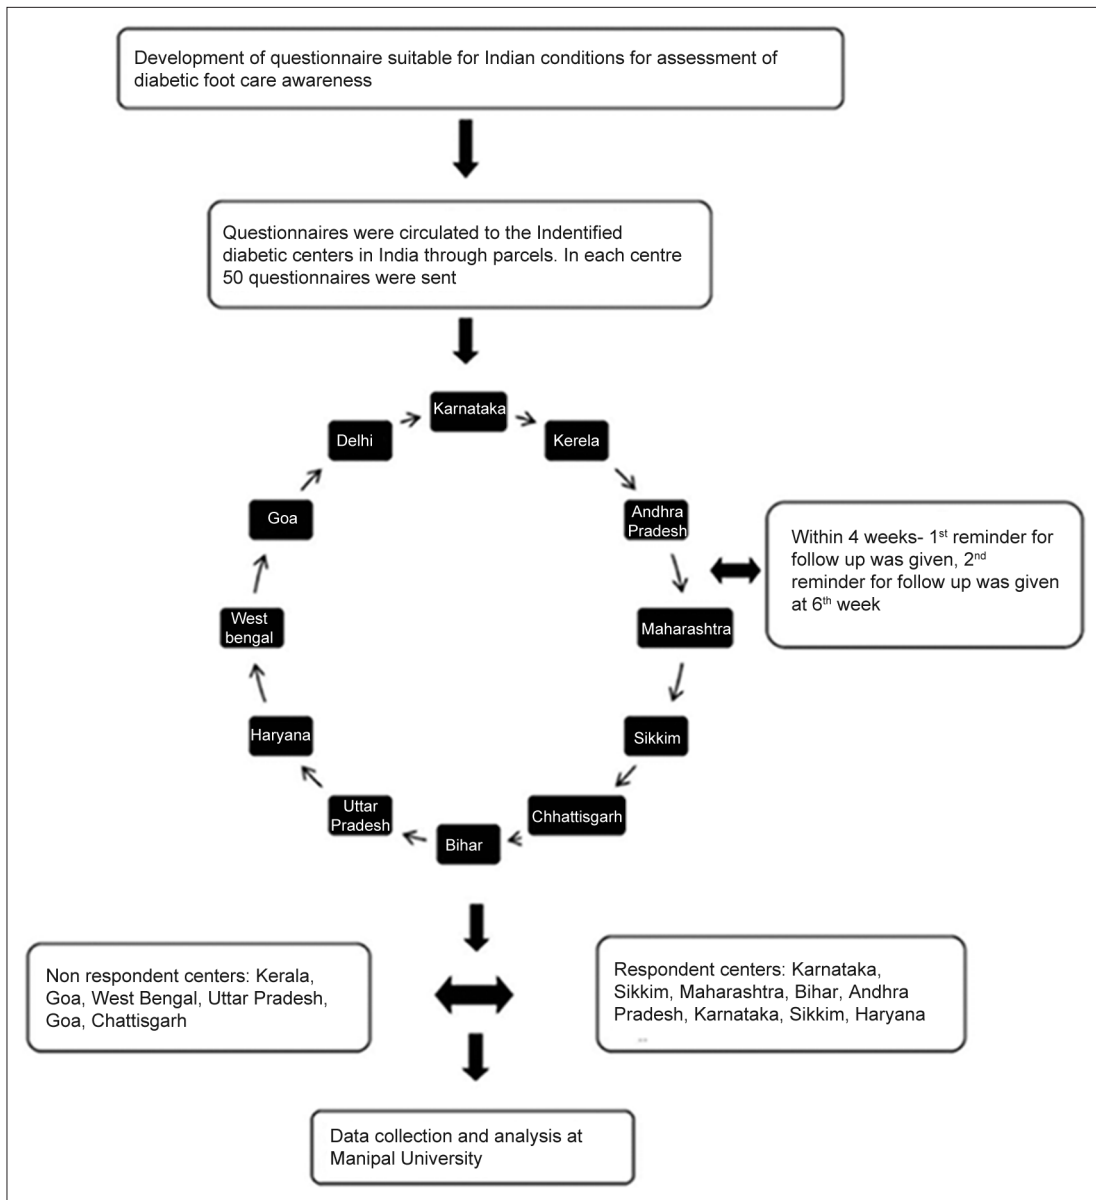 Development of questionnaire suitable for Indian conditions for assessment of
diabetic foot care awareness
Questionnaires were circulated to the Indentified
diabetic centers in India through parcels. In each centre
50 questionnaires were sent
Karnataka
Kerela
Andhra
Pradesh
Maharashtra
Sikkim
Chhattisgarh
Bihar
Uttar
Pradesh
Haryana
West
bengal
Goa
Delhi
Within 4 weeks- 1st reminder for
follow up was given, 2nd
reminder for follow up was given
at 6th week
Non respondent centers: Kerala,
Goa, West Bengal, Uttar Pradesh,
Goa, Chattisgarh
Respondent centers: Karnataka,
Sikkim, Maharashtra, Bihar, Andhra
Pradesh, Karnataka, Sikkim, Haryana
Data collection and analysis at
Manipal University